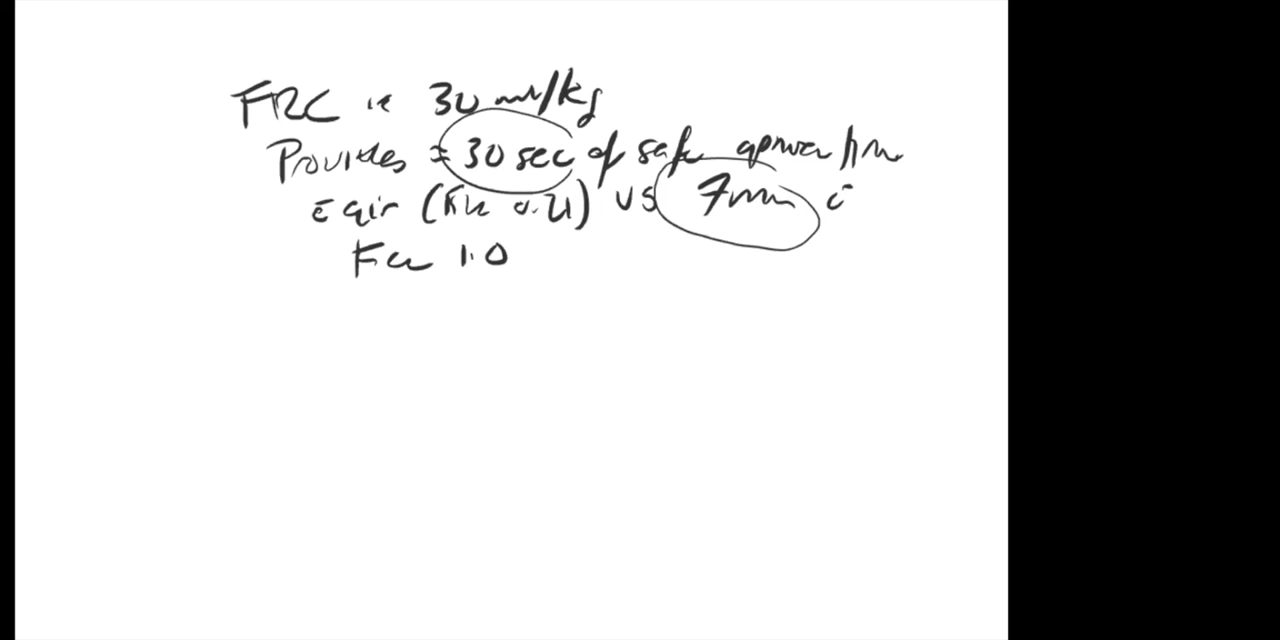 FRC is 30 ml/kg
Provides ≈ 30 sec of safe apnea time
c̄ air (FiO2 0.21) vs 7 min c̄
FiO2 1.0